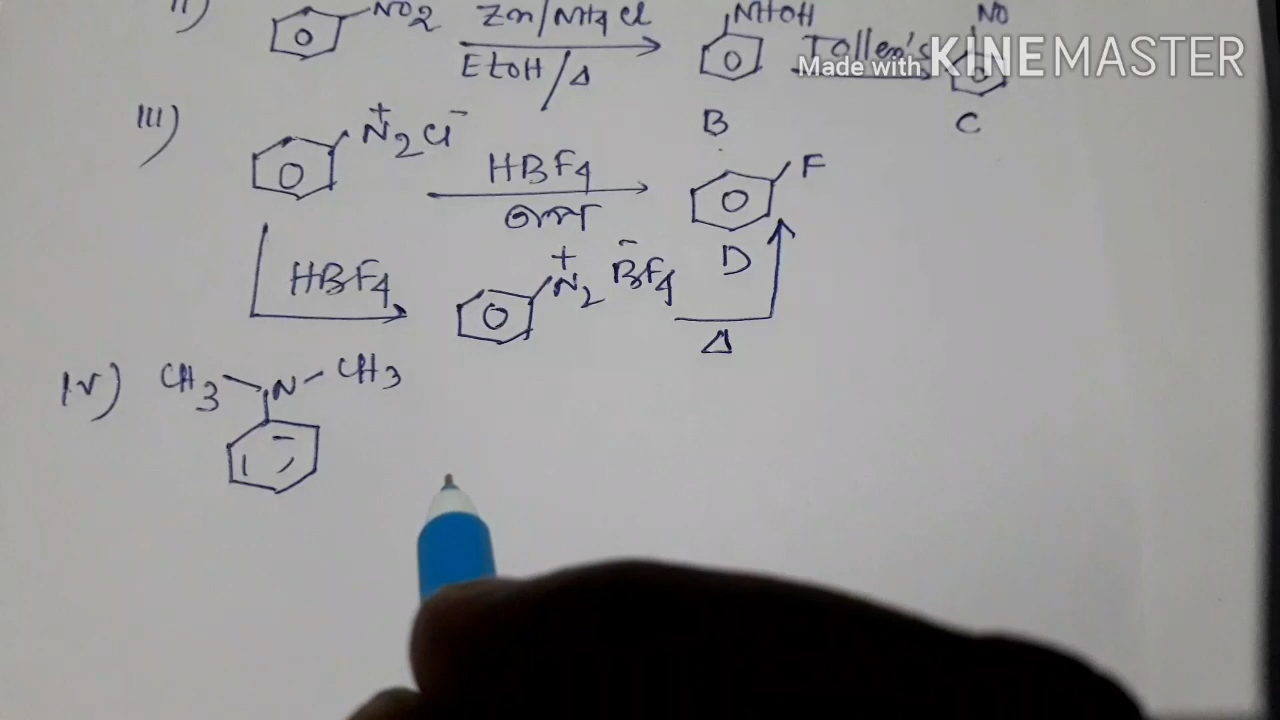 II) NO2 Zn/NH4Cl NHOH NO
EtOH/Δ Tollen's
Made with KINEMASTER
B C
III) N2+ Cl- HBF4 F
তাপ
D
HBF4 N2+ BF4-
Δ
IV) CH3 N CH3